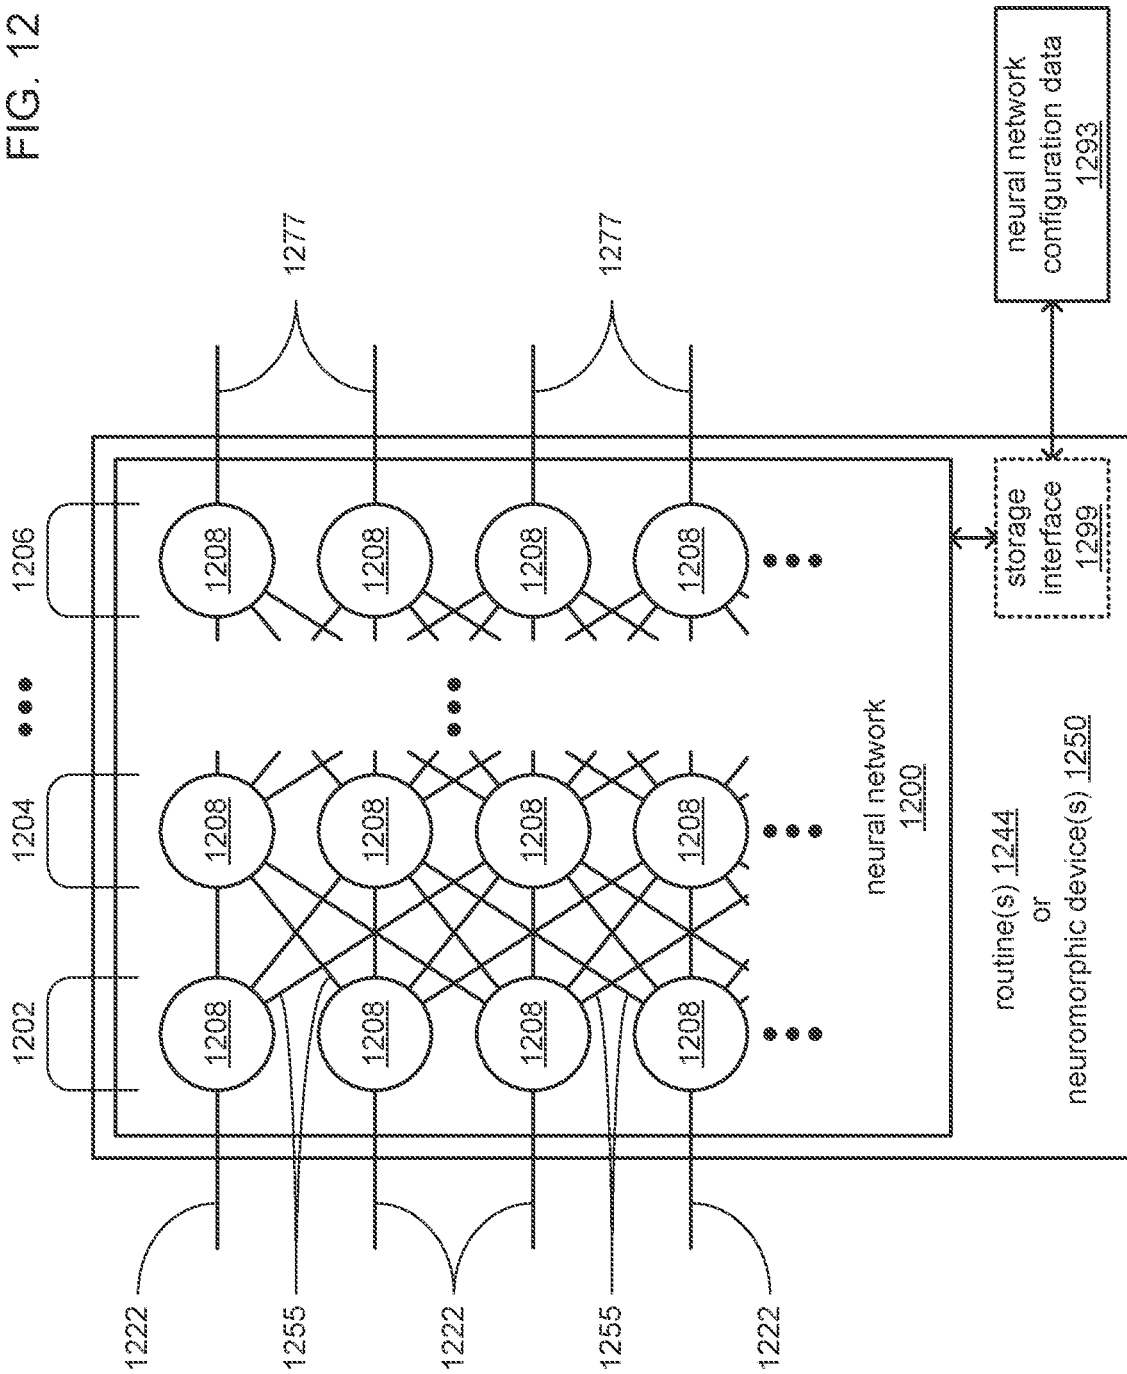 FIG. 12
1202
1204
1206
1222
1208
1208
1208
1255
1277
1208
1208
1208
1222
1208
1208
1208
1255
1277
1208
1208
1208
1222
neural network
1200
routine(s) 1244
or
neuromorphic device(s) 1250
storage
interface
1299
neural network
configuration data
1293